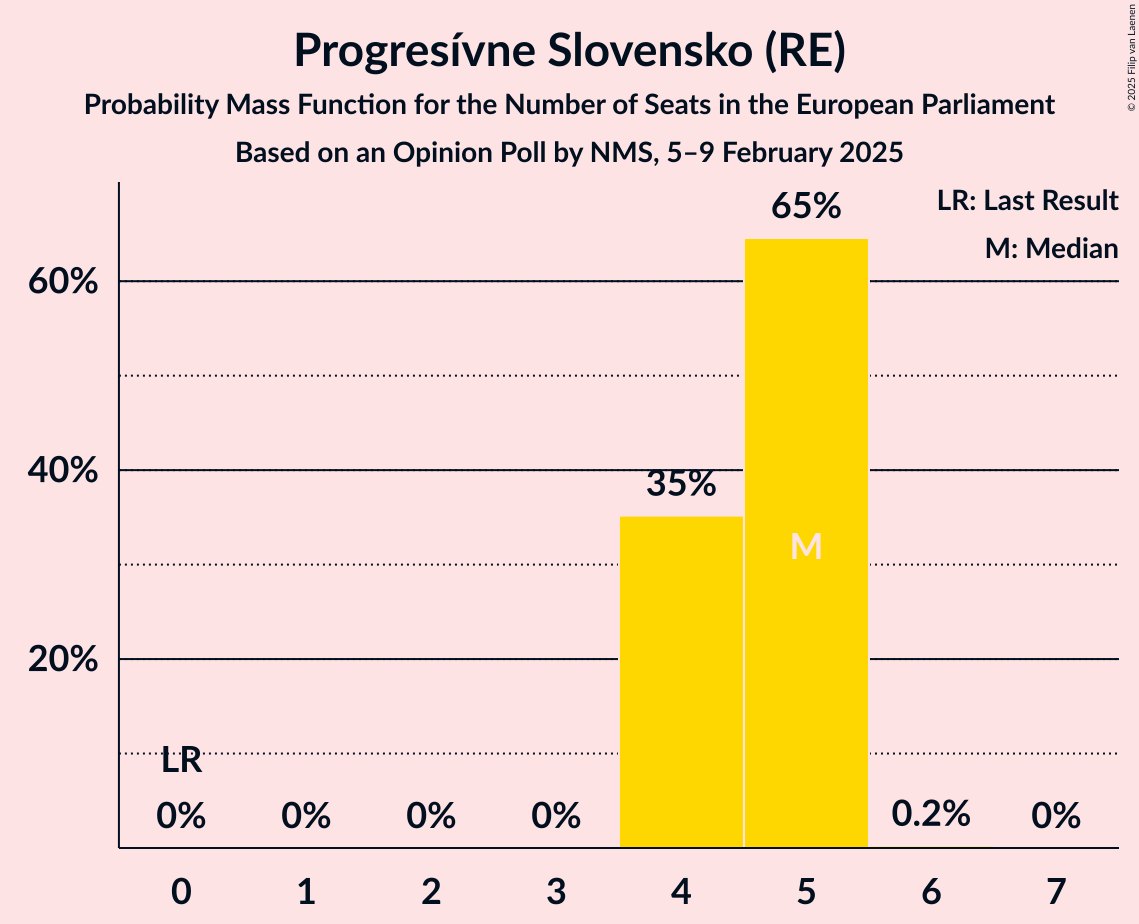 Progresívne Slovensko (RE)
Probability Mass Function for the Number of Seats in the European Parliament
Based on an Opinion Poll by NMS, 5–9 February 2025
© 2025 Filip van Laenen
LR: Last Result
M: Median
65%
60%
40%
35%
M
20%
LR
0% 0% 0% 0% 0.2% 0%
0 1 2 3 4 5 6 7